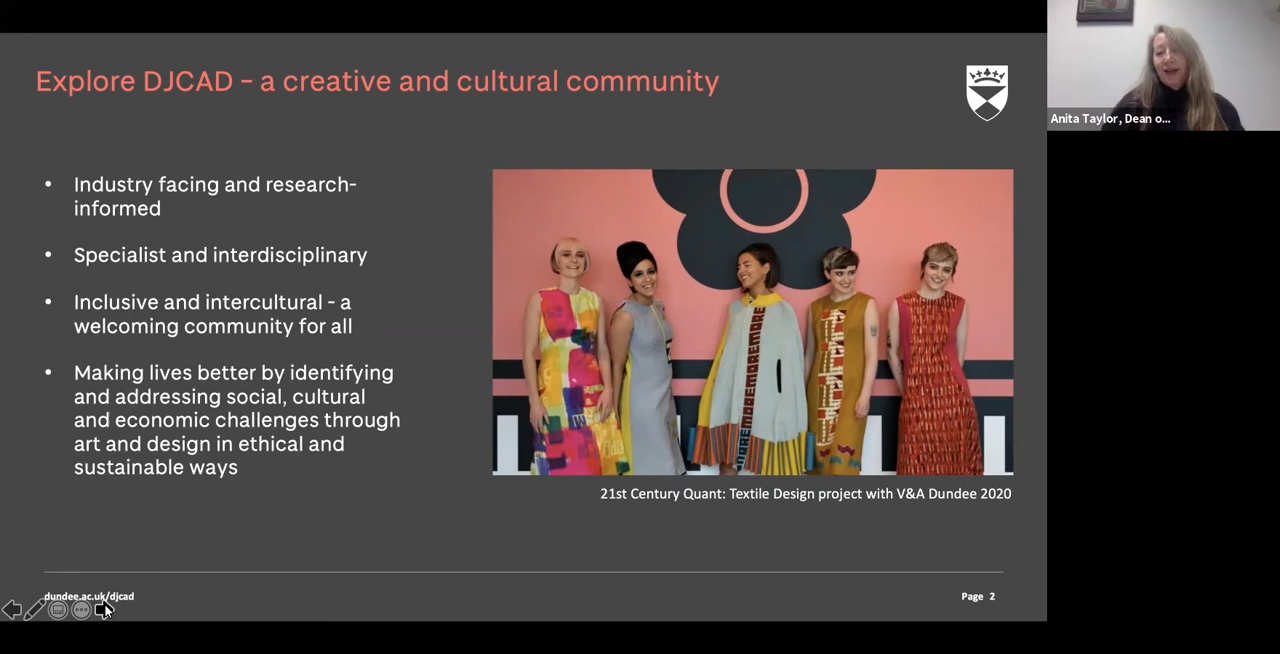 Explore DJCAD – a creative and cultural community
Anita Taylor, Dean o...
• Industry facing and research-
informed
• Specialist and interdisciplinary
• Inclusive and intercultural - a
welcoming community for all
• Making lives better by identifying
and addressing social, cultural
and economic challenges through
art and design in ethical and
sustainable ways
21st Century Quant: Textile Design project with V&A Dundee 2020
dundee.ac.uk/djcad
Page 2